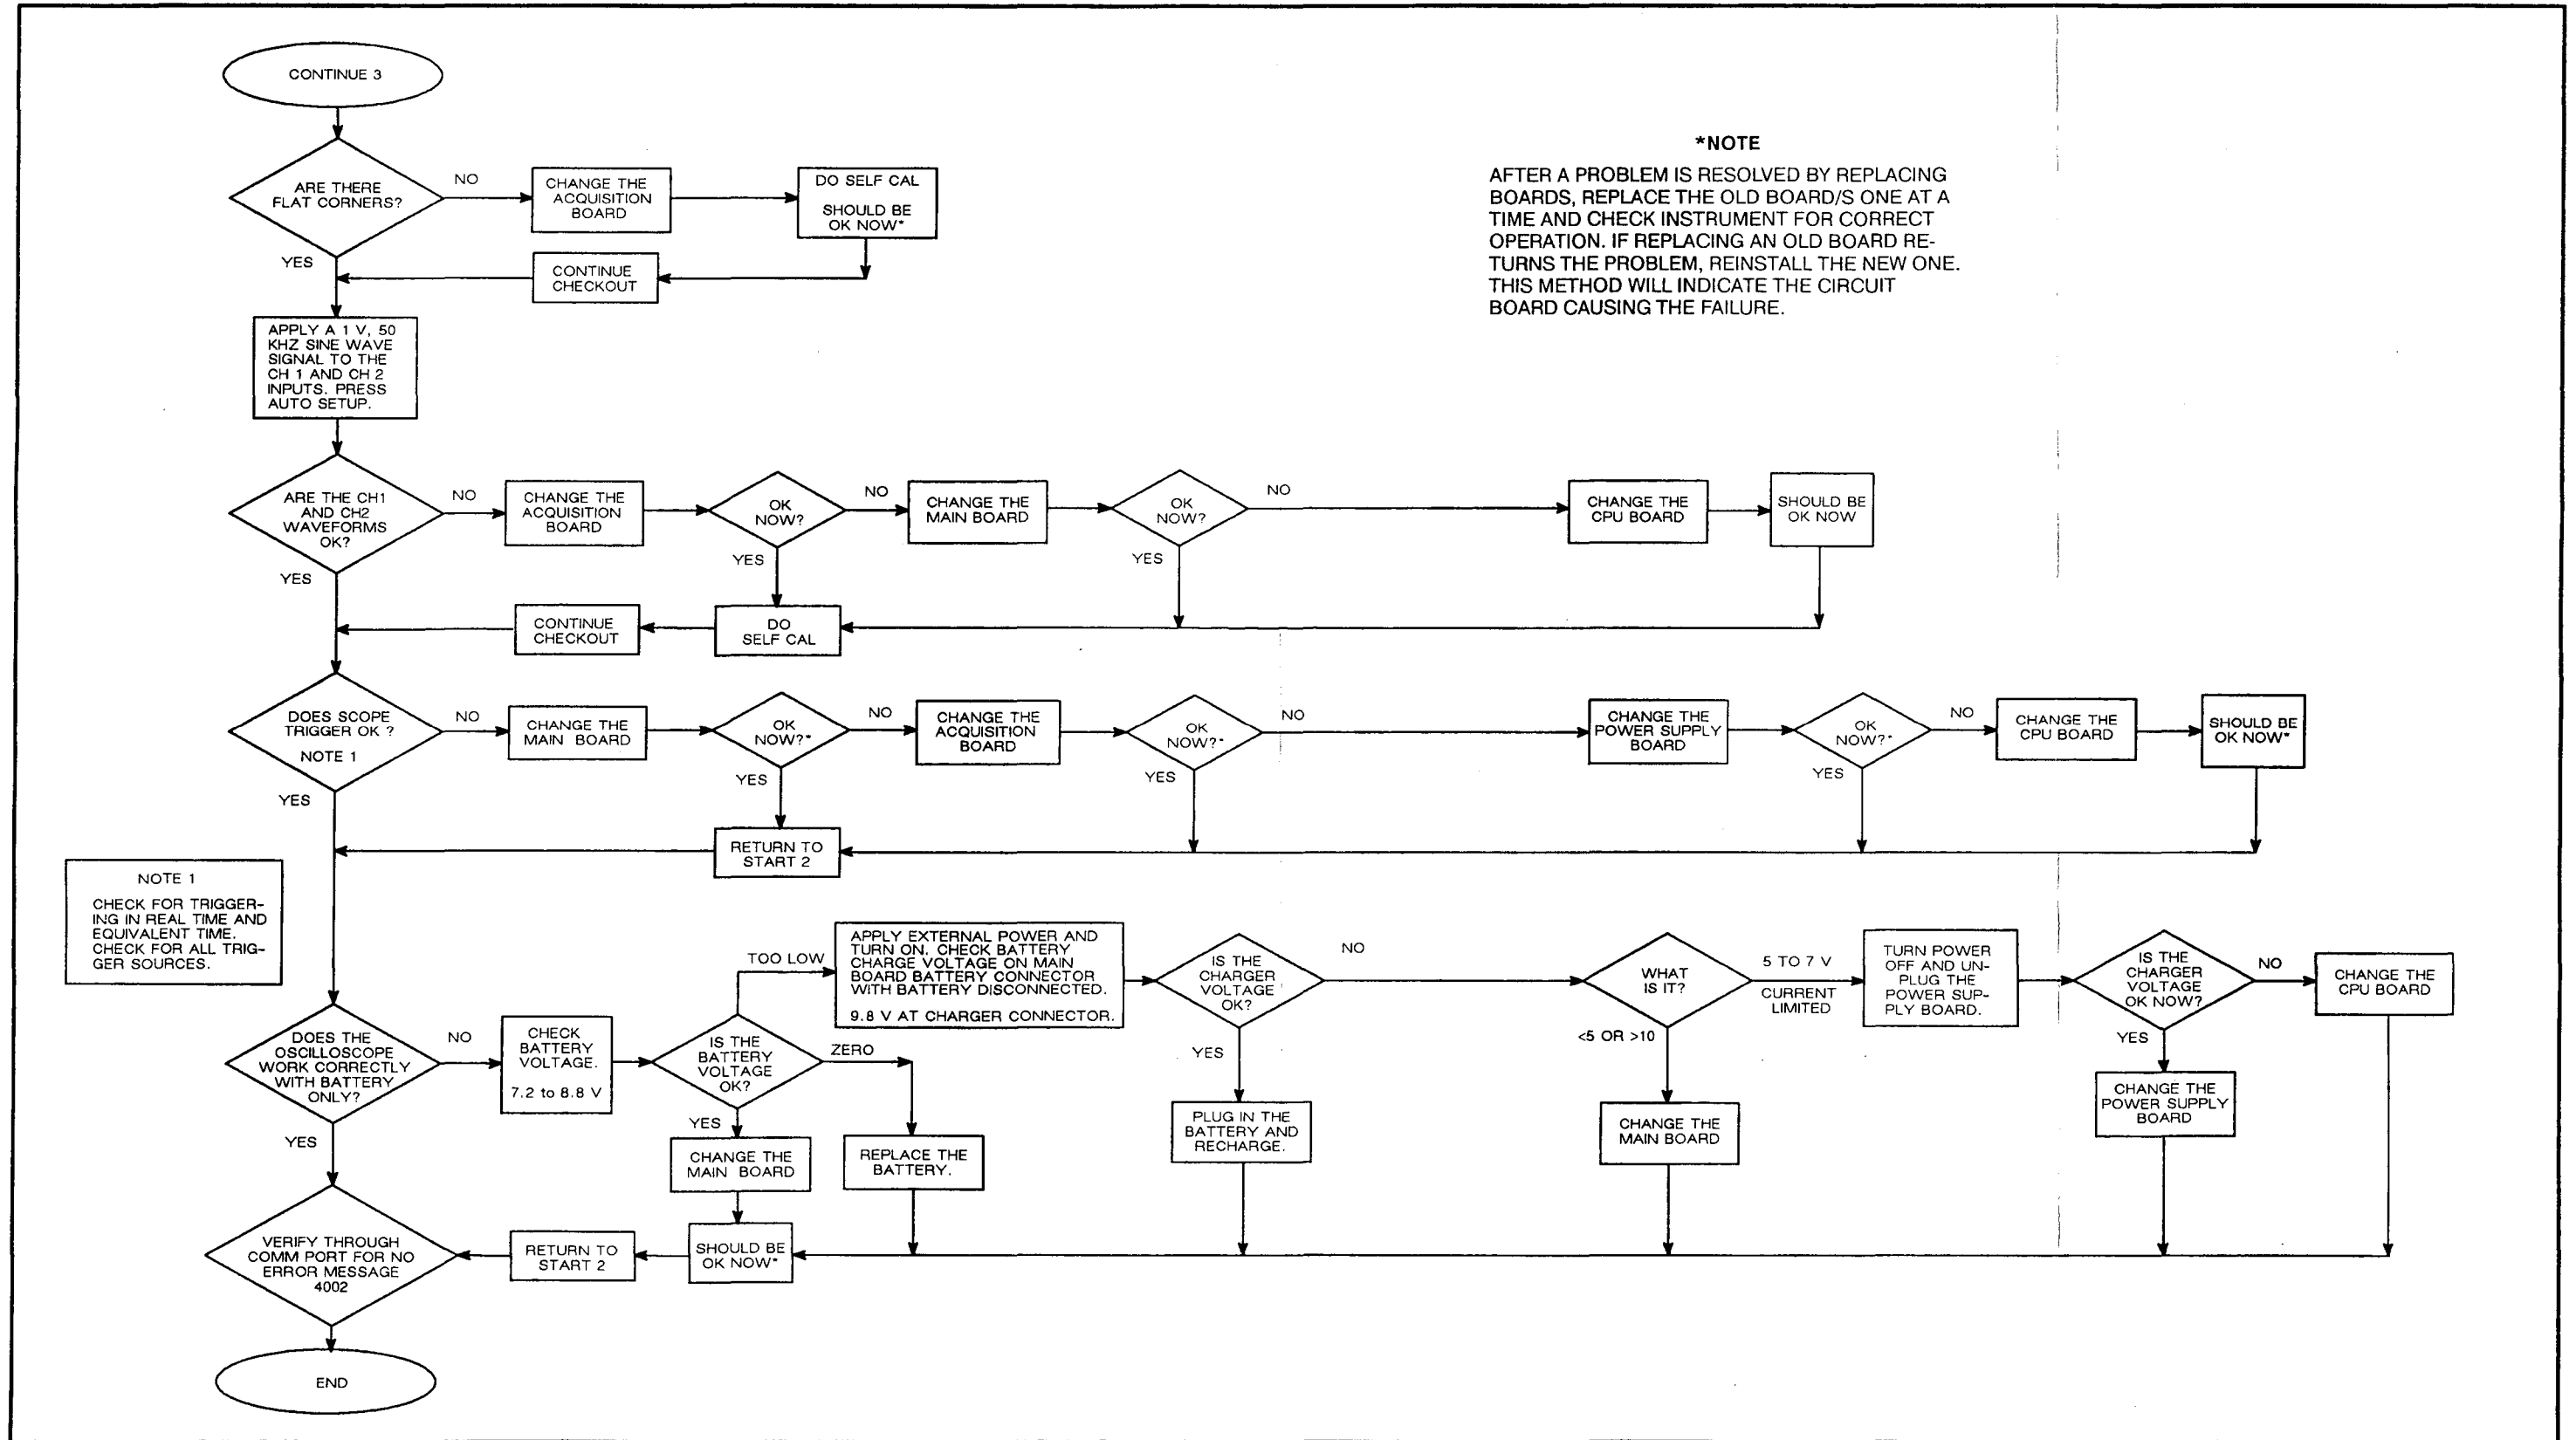 CONTINUE 3
*NOTE
AFTER A PROBLEM IS RESOLVED BY REPLACING
BOARDS, REPLACE THE OLD BOARD/S ONE AT A
TIME AND CHECK INSTRUMENT FOR CORRECT
OPERATION. IF REPLACING AN OLD BOARD RE-
TURNS THE PROBLEM, REINSTALL THE NEW ONE.
THIS METHOD WILL INDICATE THE CIRCUIT
BOARD CAUSING THE FAILURE.
ARE THERE
FLAT CORNERS?
NO
CHANGE THE
ACQUISITION
BOARD
DO SELF CAL
SHOULD BE
OK NOW*
YES
CONTINUE
CHECKOUT
APPLY A 1 V, 50
KHZ SINE WAVE
SIGNAL TO THE
CH 1 AND CH 2
INPUTS. PRESS
AUTO SETUP.
ARE THE CH1
AND CH2
WAVEFORMS
OK?
NO
CHANGE THE
ACQUISITION
BOARD
OK
NOW?
NO
CHANGE THE
MAIN BOARD
OK
NOW?
NO
CHANGE THE
CPU BOARD
SHOULD BE
OK NOW
YES
YES
YES
CONTINUE
CHECKOUT
DO
SELF CAL
DOES SCOPE
TRIGGER OK ?
NOTE 1
NO
CHANGE THE
MAIN BOARD
OK
NOW?*
NO
CHANGE THE
ACQUISITION
BOARD
OK
NOW?*
NO
CHANGE THE
POWER SUPPLY
BOARD
OK
NOW?*
NO
CHANGE THE
CPU BOARD
SHOULD BE
OK NOW*
YES
YES
YES
YES
RETURN TO
START 2
NOTE 1
CHECK FOR TRIGGER-
ING IN REAL TIME AND
EQUIVALENT TIME.
CHECK FOR ALL TRIG-
GER SOURCES.
DOES THE
OSCILLOSCOPE
WORK CORRECTLY
WITH BATTERY
ONLY?
NO
CHECK
BATTERY
VOLTAGE.
7.2 to 8.8 V
IS THE
BATTERY
VOLTAGE
OK?
TOO LOW
APPLY EXTERNAL POWER AND
TURN ON. CHECK BATTERY
CHARGE VOLTAGE ON MAIN
BOARD BATTERY CONNECTOR
WITH BATTERY DISCONNECTED.
9.8 V AT CHARGER CONNECTOR.
IS THE
CHARGER
VOLTAGE
OK?
NO
WHAT
IS IT?
5 TO 7 V
CURRENT
LIMITED
TURN POWER
OFF AND UN-
PLUG THE
POWER SUP-
PLY BOARD.
IS THE
CHARGER
VOLTAGE
OK NOW?
NO
CHANGE THE
CPU BOARD
ZERO
YES
<5 OR >10
YES
YES
YES
CHANGE THE
MAIN BOARD
REPLACE THE
BATTERY.
PLUG IN THE
BATTERY AND
RECHARGE.
CHANGE THE
MAIN BOARD
CHANGE THE
POWER SUPPLY
BOARD
VERIFY THROUGH
COMM PORT FOR NO
ERROR MESSAGE
4002
RETURN TO
START 2
SHOULD BE
OK NOW*
END